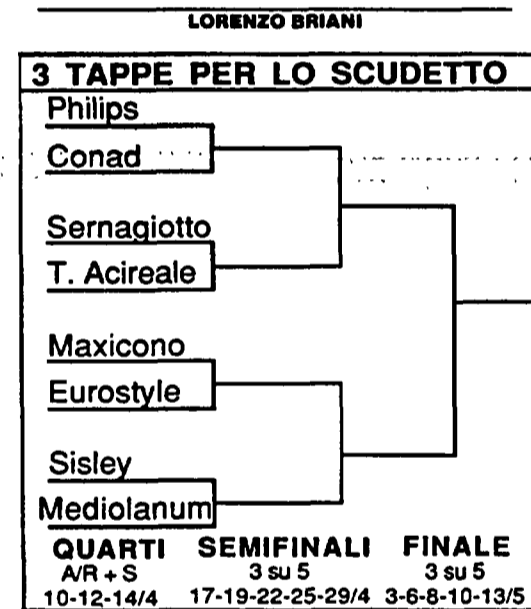 LORENZO BRIANI
3 TAPPE PER LO SCUDETTO
Philips
Conad
Sernagiotto
T. Acireale
Maxicono
Eurostyle
Sisley
Mediolanum
QUARTI SEMIFINALI FINALE
A/R + S 3 su 5 3 su 5
10-12-14/4 17-19-22-25-29/4 3-6-8-10-13/5